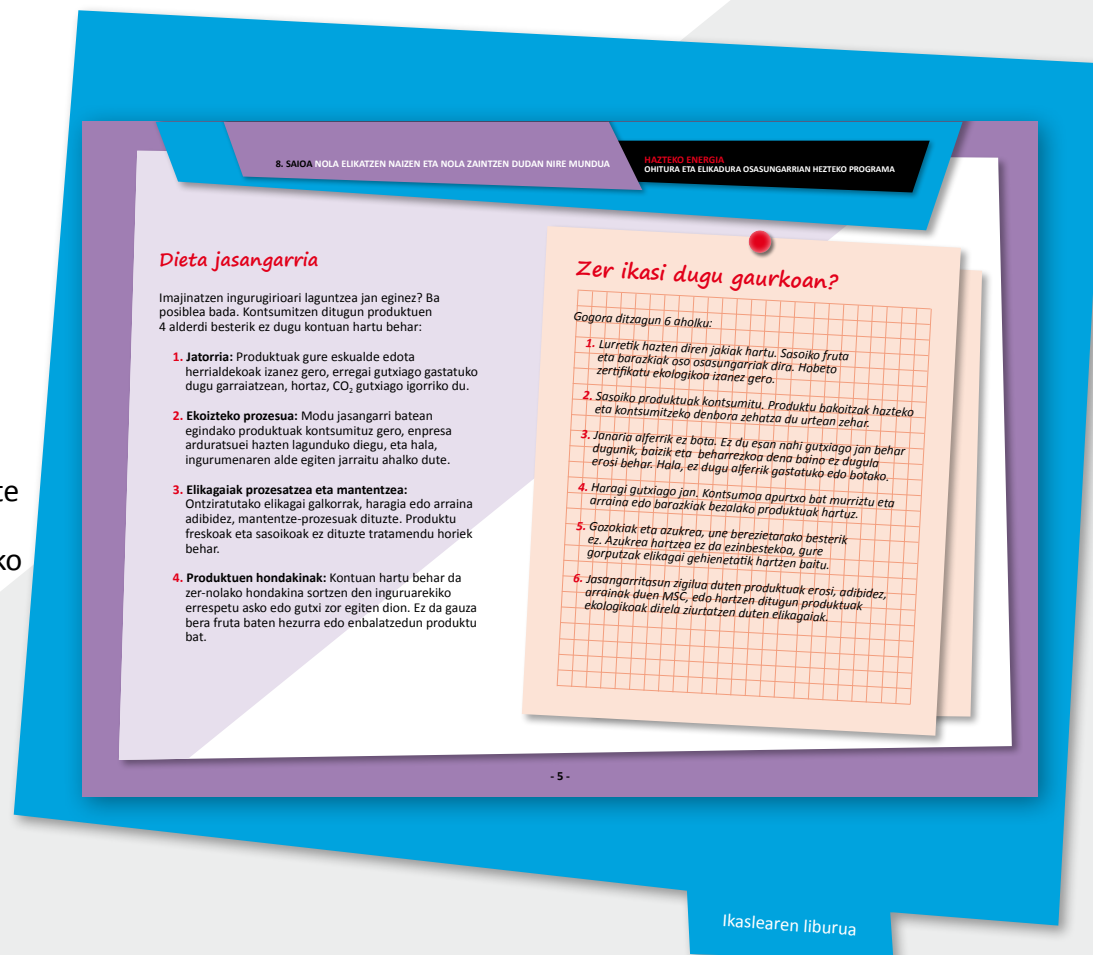 8. SAIOA NOLA ELIKATZEN NAIZEN ETA NOLA ZAINTZEN DUDAN NIRE MUNDUA
HAZTEKO ENERGIA
OHITURA ETA ELIKADURA OSASUNGARRIAN HEZTEKO PROGRAMA
Dieta jasangarria
Imajinatzen ingurugirioari laguntzea jan eginez? Ba
posiblea bada. Kontsumitzen ditugun produktuen
4 alderdi besterik ez dugu kontuan hartu behar:
1. Jatorria: Produktuak gure eskualde edota
herrialdekoak izanez gero, erregai gutxiago gastatuko
dugu garraiatzean, hortaz, CO₂ gutxiago igorriko du.
2. Ekoizteko prozesua: Modu jasangarri batean
egindako produktuak kontsumituz gero, enpresa
arduratsuei hazten lagunduko diegu, eta hala,
ingurumenaren alde egiten jarraitu ahalko dute.
3. Elikagaiak prozesatzea eta mantentzea:
Ontziratutako elikagai galkorrak, haragia edo arraina
adibidez, mantentze-prozesuak dituzte. Produktu
freskoak eta sasoikoak ez dituzte tratamendu horiek
behar.
4. Produktuen hondakinak: Kontuan hartu behar da
zer-nolako hondakina sortzen den inguruarekiko
errespetu asko edo gutxi zor egiten dion. Ez da gauza
bera fruta baten hezurra edo enbalatzedun produktu
bat.
Zer ikasi dugu gaurkoan?
Gogora ditzagun 6 aholku:
1. Lurretik hazten diren jakiak hartu. Sasoiko fruta
eta barazkiak oso osasungarriak dira. Hobeto
zertifikatu ekologikoa izanez gero.
2. Sasoiko produktuak kontsumitu. Produktu bakoitzak hazteko
eta kontsumitzeko denbora zehatza du urtean zehar.
3. Janaria alferrik ez bota. Ez du esan nahi gutxiago jan behar
dugunik, baizik eta beharrezkoa dena baino ez dugula
erosi behar. Hala, ez dugu alferrik gastatuko edo botako.
4. Haragi gutxiago jan. Kontsumoa apurtxo bat murriztu eta
arraina edo barazkiak bezalako produktuak hartuz.
5. Gozokiak eta azukrea, une berezietarako besterik
ez. Azukrea hartzea ez da ezinbestekoa, gure
gorputzak elikagai gehienetatik hartzen baitu.
6. Jasangarritasun zigilua duten produktuak erosi, adibidez,
arrainak duen MSC, edo hartzen ditugun produktuak
ekologikoak direla ziurtatzen duten elikagaiak.
- 5 -
te
ko
Ikaslearen liburua